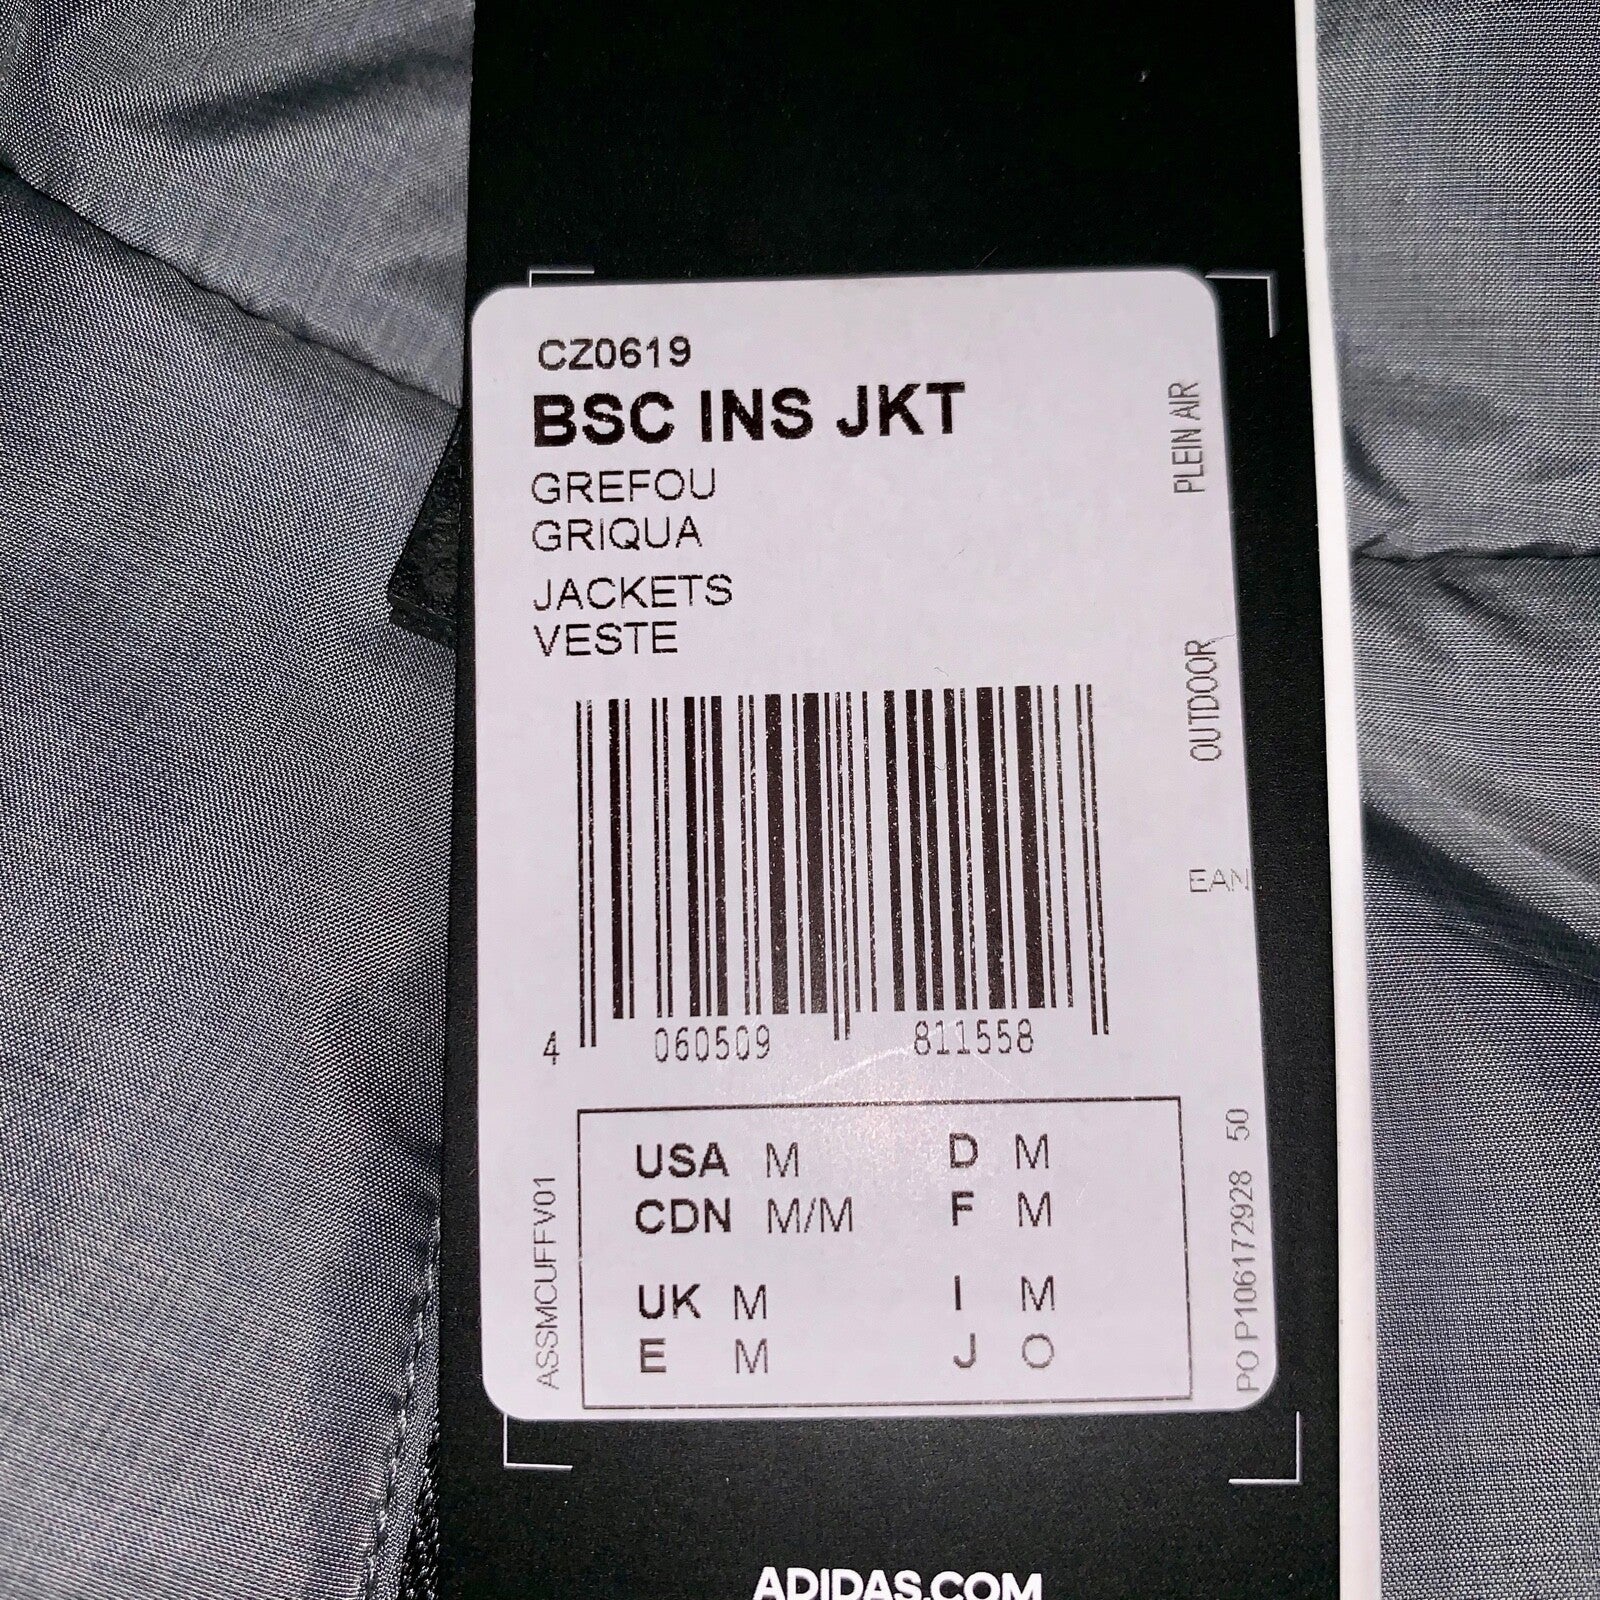 CZ0619
BSC INS JKT
GREFOU
GRIQUA
JACKETS
VESTE
PLEIN AIR
OUTDOOR
EAN
4 060509 811558
USA M D M
CDN M/M F M
UK M I M
E M J O
ASSMCUFFV01
PO P106172928 50
ADIDAS.COM